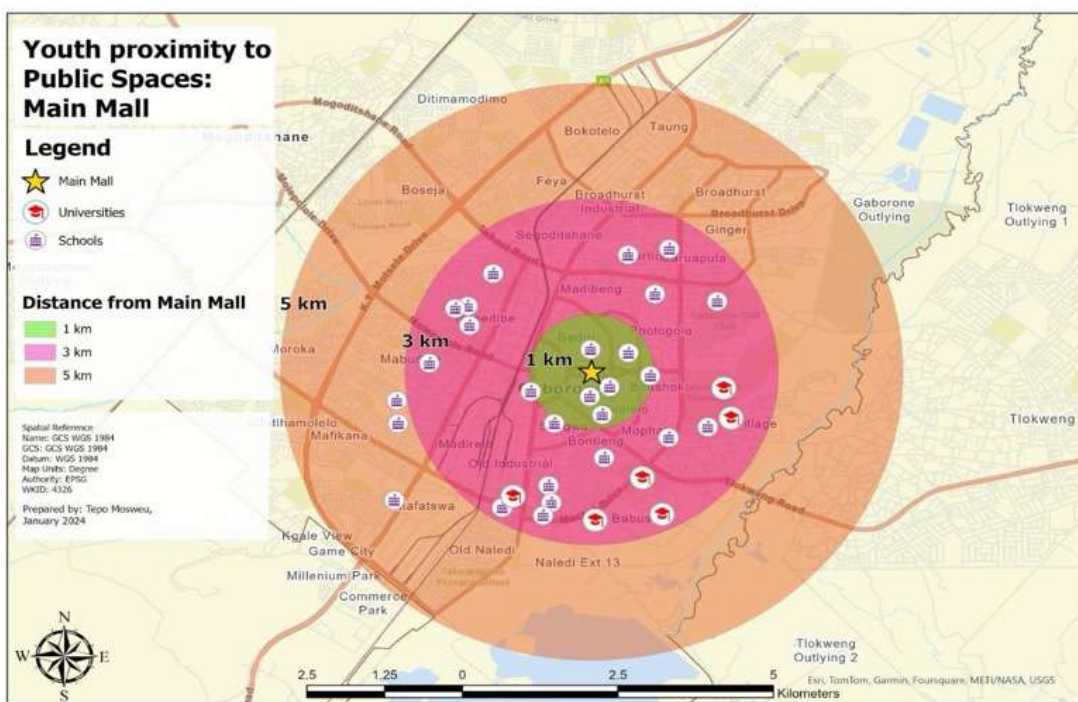 Youth proximity to
Public Spaces:
Main Mall
Legend
Main Mall
Universities
Schools
Distance from Main Mall
1 km
3 km
5 km
Spatial Reference
Name: GCS WGS 1984
GCS: GCS WGS 1984
Datum: WGS 1984
Map Units: Degree
Authority: EPSG
WKID: 4326
Prepared by: Tepo Mosweu,
January 2024
Ditimamodimo
Mogoditshane Road
Mogoditshane
Bokotelo
Taung
Feya
Boseja
Broadhurst
Industrial
Broadhurst
Broadhurst Drive
Ginger
Gaborone
Outlying
Tlokweng
Outlying 1
Molepolole Drive
Segoditshane
Madibeng
5 km
3 km
1 km
Moroka
Phologolo
Mafikana
Madirelo
Bontleng
Old Industrial
Tlokweng
Tlokweng Road
Kgale View
Game City
Old Naledi
Naledi Ext 13
Millenium Park
Commerce
Park
Tlokweng
Outlying 2
N
W
E
S
2.5
1.25
0
2.5
5
Kilometers
Esri, TomTom, Garmin, Foursquare, METI/NASA, USGS